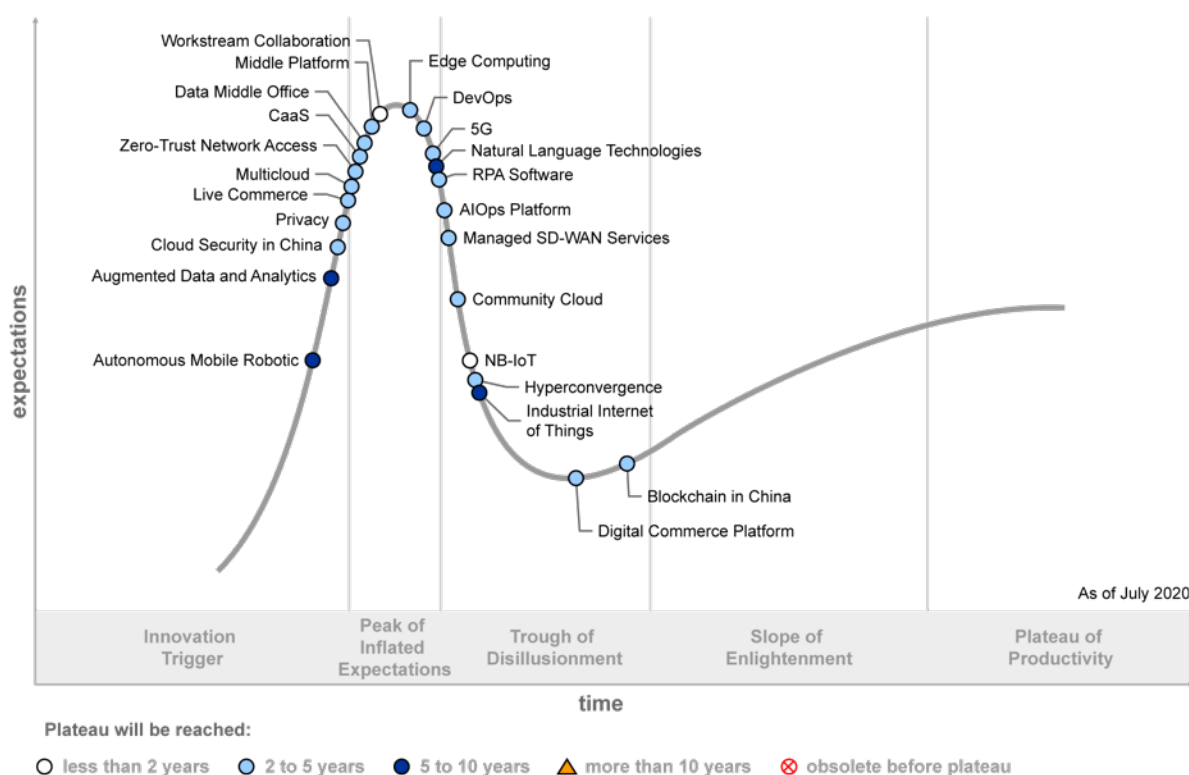 Workstream Collaboration
Middle Platform
Data Middle Office
CaaS
Zero-Trust Network Access
Multicloud
Live Commerce
Privacy
Cloud Security in China
Augmented Data and Analytics
Autonomous Mobile Robotic
Edge Computing
DevOps
5G
Natural Language Technologies
RPA Software
AIOps Platform
Managed SD-WAN Services
Community Cloud
NB-IoT
Hyperconvergence
Industrial Internet
of Things
Blockchain in China
Digital Commerce Platform
expectations
As of July 2020
Innovation
Trigger
Peak of
Inflated
Expectations
Trough of
Disillusionment
Slope of
Enlightenment
Plateau of
Productivity
time
Plateau will be reached:
less than 2 years
2 to 5 years
5 to 10 years
more than 10 years
obsolete before plateau